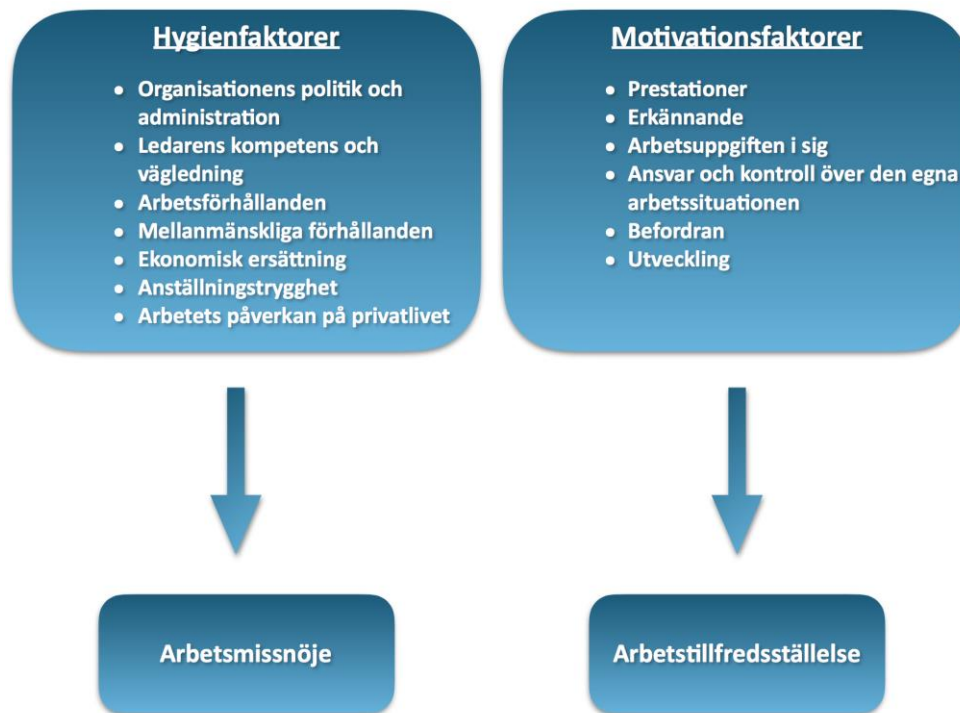 Hygienfaktorer
• Organisationens politik och
administration
• Ledarens kompetens och
vägledning
• Arbetsförhållanden
• Mellanmänskliga förhållanden
• Ekonomisk ersättning
• Anställningstrygghet
• Arbetets påverkan på privatlivet
Motivationsfaktorer
• Prestationer
• Erkännande
• Arbetsuppgiften i sig
• Ansvar och kontroll över den egna
arbetssituationen
• Befordran
• Utveckling
Arbetsmissnöje
Arbetstillfredsställelse